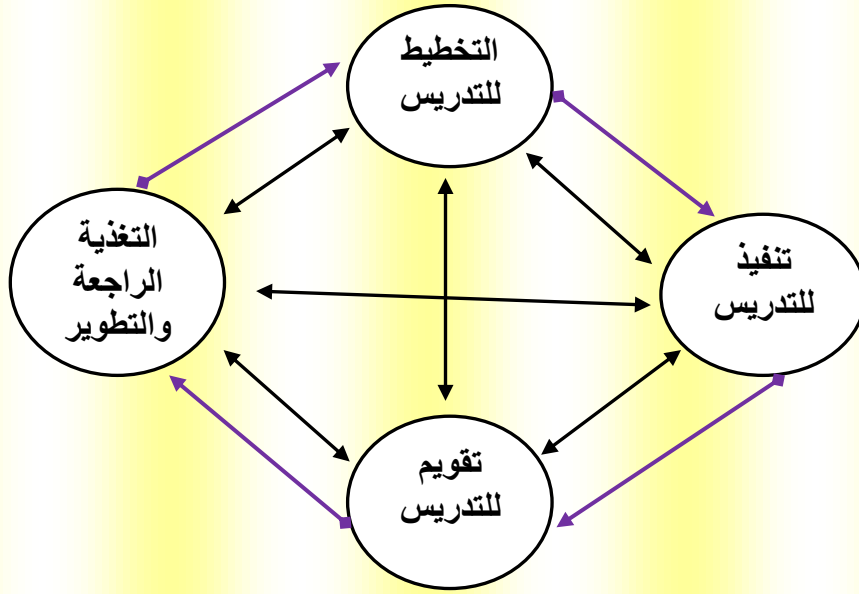 التخطيط
للتدريس
تنفيذ
للتدريس
تقويم
للتدريس
التغذية
الراجعة
والتطوير